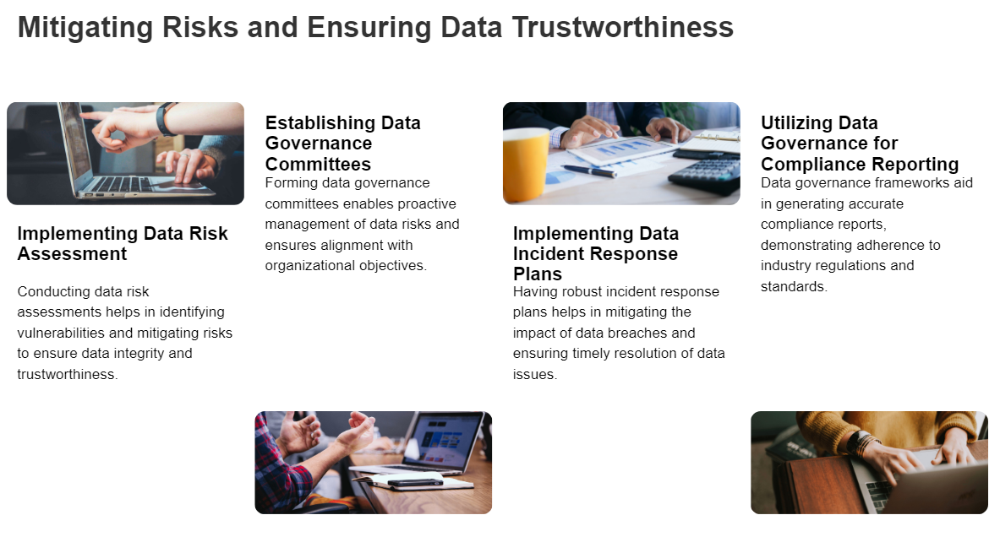 Mitigating Risks and Ensuring Data Trustworthiness
Implementing Data Risk
Assessment
Conducting data risk
assessments helps in identifying
vulnerabilities and mitigating risks
to ensure data integrity and
trustworthiness.
Establishing Data
Governance
Committees
Forming data governance
committees enables proactive
management of data risks and
ensures alignment with
organizational objectives.
Implementing Data
Incident Response
Plans
Having robust incident response
plans helps in mitigating the
impact of data breaches and
ensuring timely resolution of data
issues.
Utilizing Data
Governance for
Compliance Reporting
Data governance frameworks aid
in generating accurate
compliance reports,
demonstrating adherence to
industry regulations and
standards.